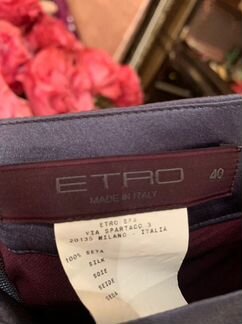 ETRO 40
MADE IN ITALY
ETRO SPA
VIA SPARTACO 3
20135 MILANO - ITALIA
100% SETA
SILK
SOIE
SEIDE
SEDA